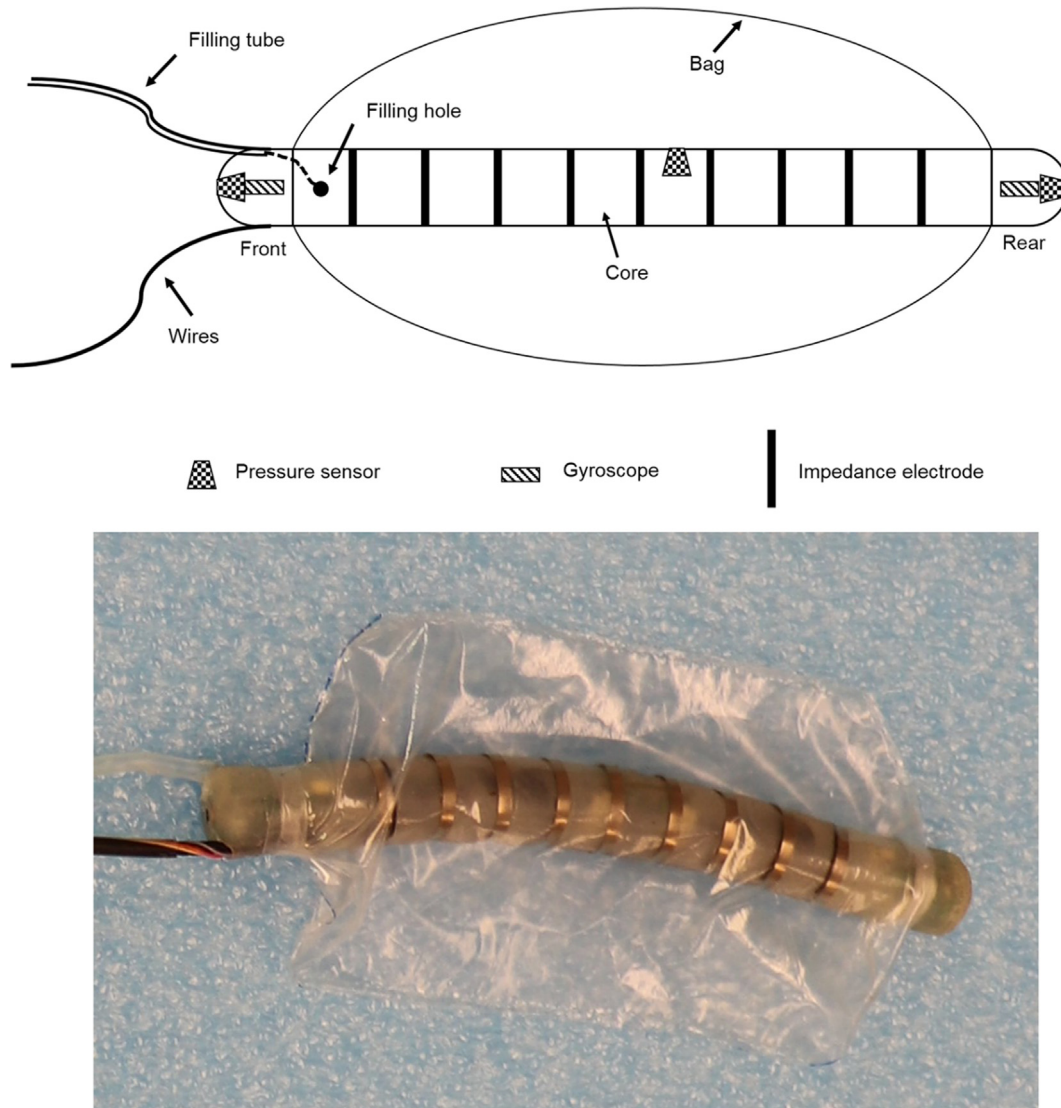 Filling tube
Bag
Filling hole
Front
Core
Rear
Wires
Pressure sensor
Gyroscope
Impedance electrode